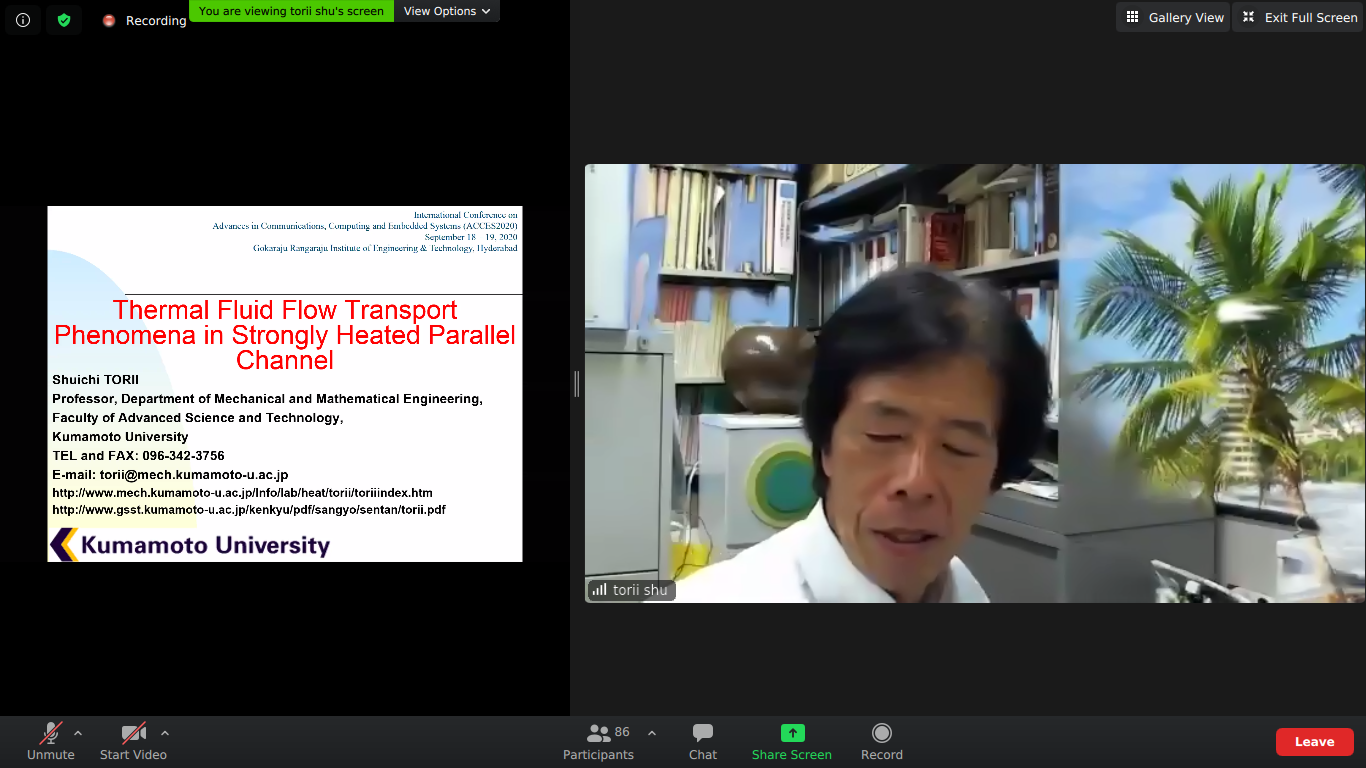 Recording
You are viewing torii shu's screen
View Options
Gallery View
Exit Full Screen
International Conference on
Advances in Communications, Computing and Embedded Systems (ACCES2020)
September 18 – 19, 2020
Gokaraju Rangaraju Institute of Engineering & Technology, Hyderabad
Thermal Fluid Flow Transport
Phenomena in Strongly Heated Parallel
Channel
Shuichi TORII
Professor, Department of Mechanical and Mathematical Engineering,
Faculty of Advanced Science and Technology,
Kumamoto University
TEL and FAX: 096-342-3756
E-mail: torii@mech.kumamoto-u.ac.jp
http://www.mech.kumamoto-u.ac.jp/Info/lab/heat/torii/toriiindex.htm
http://www.gsst.kumamoto-u.ac.jp/kenkyu/pdf/sangyo/sentan/torii.pdf
Kumamoto University
torii shu
Unmute
Start Video
86
Participants
Chat
Share Screen
Record
Leave